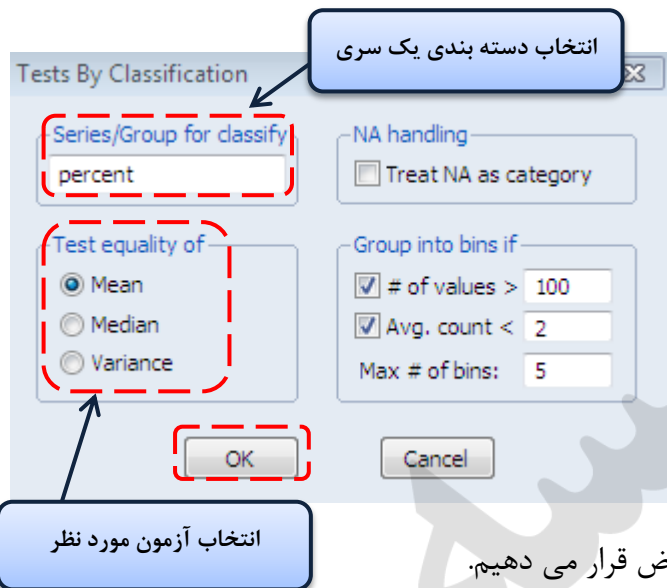 انتخاب دسته بندی یک سری
Tests By Classification
Series/Group for classify
percent
NA handling
Treat NA as category
Test equality of
Mean
Median
Variance
Group into bins if
# of values > 100
Avg. count < 2
Max # of bins: 5
OK
Cancel
انتخاب آزمون مورد نظر
قرار می دهیم.